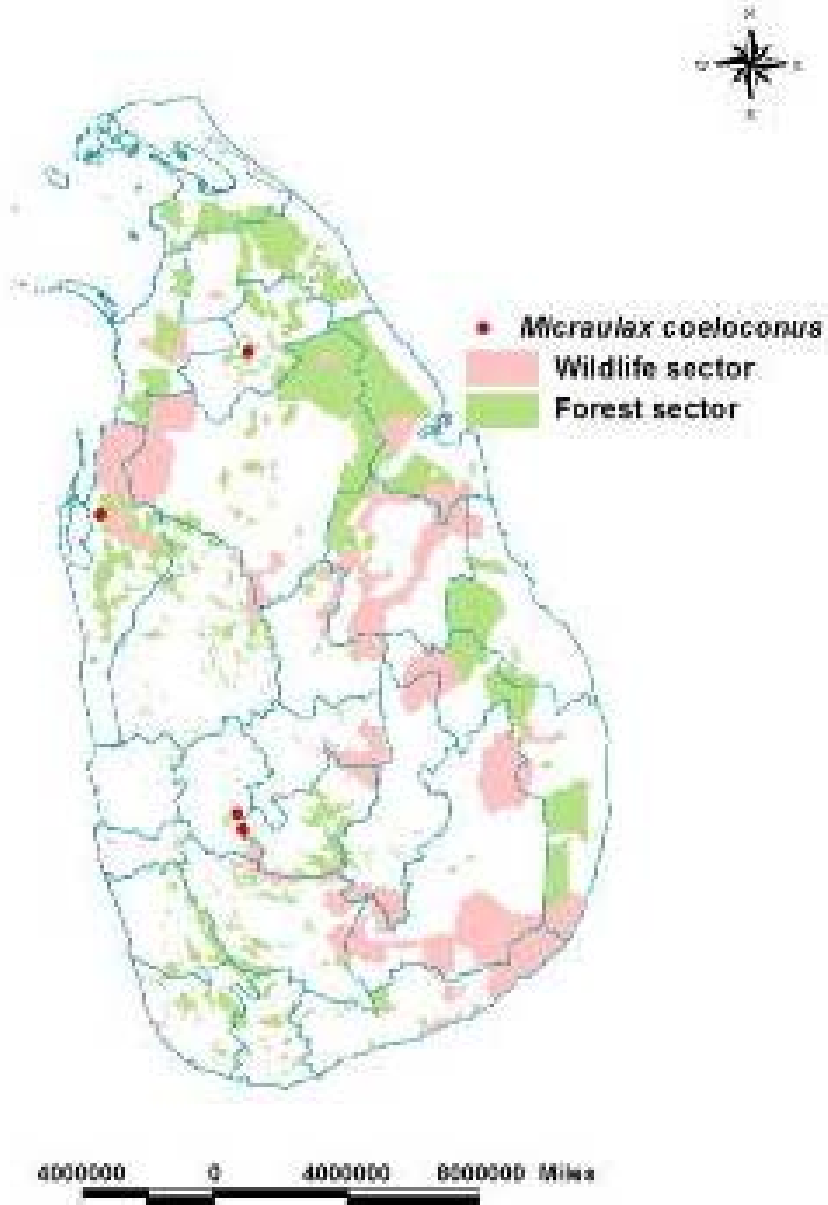 N
E
S
Micraulax coeloconus
Wildlife sector
Forest sector
4000000 0 4000000 8000000 Miles